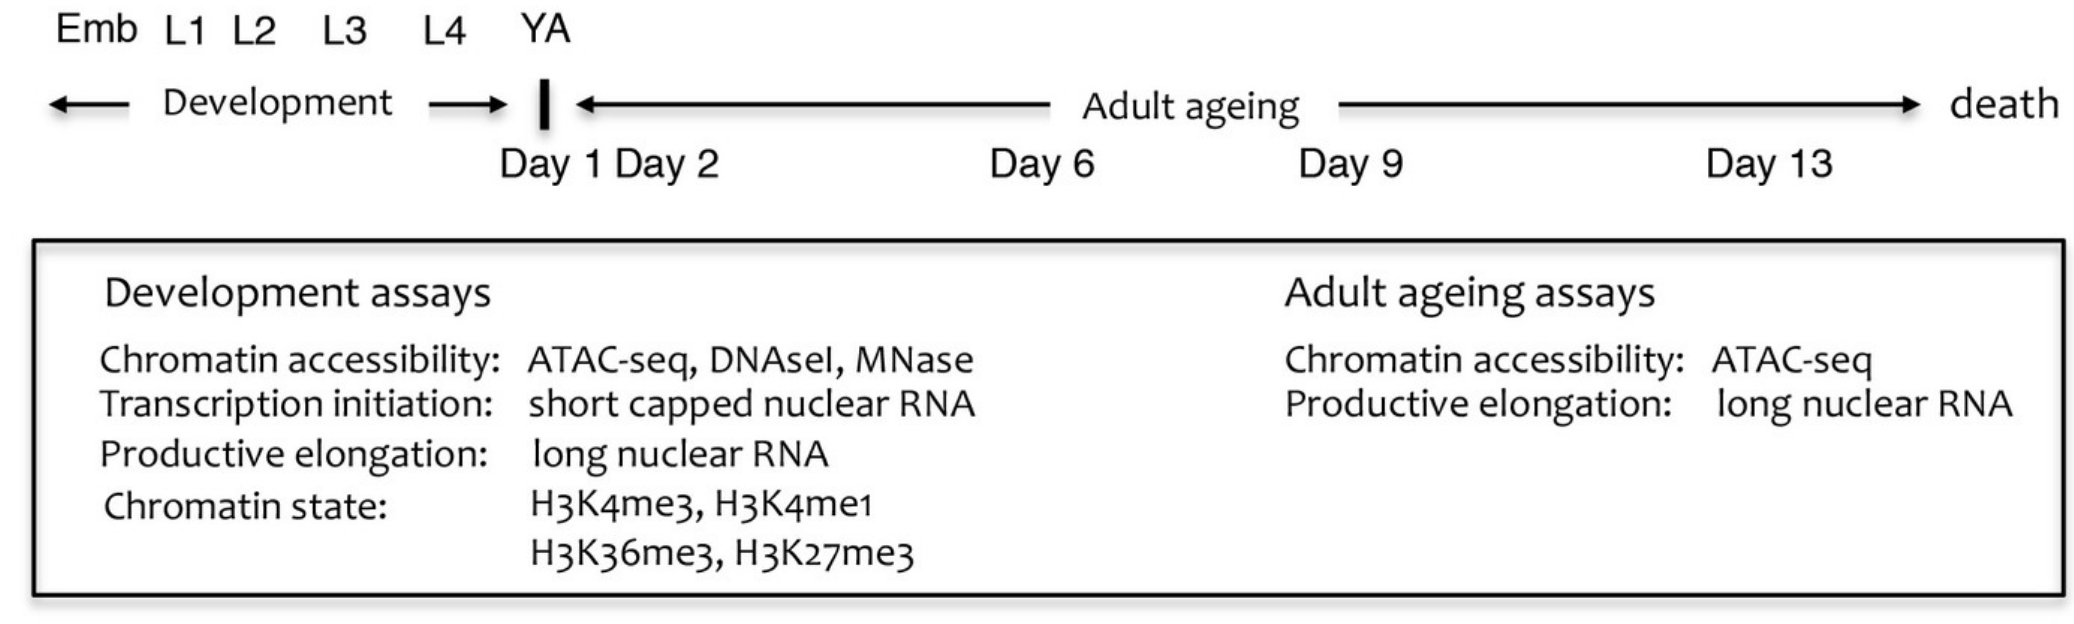 Emb L1 L2 L3 L4 YA
Development Adult ageing death
Day 1 Day 2 Day 6 Day 9 Day 13
Development assays
Chromatin accessibility: ATAC-seq, DNAseI, MNase
Transcription initiation: short capped nuclear RNA
Productive elongation: long nuclear RNA
Chromatin state: H3K4me3, H3K4me1
H3K36me3, H3K27me3
Adult ageing assays
Chromatin accessibility: ATAC-seq
Productive elongation: long nuclear RNA